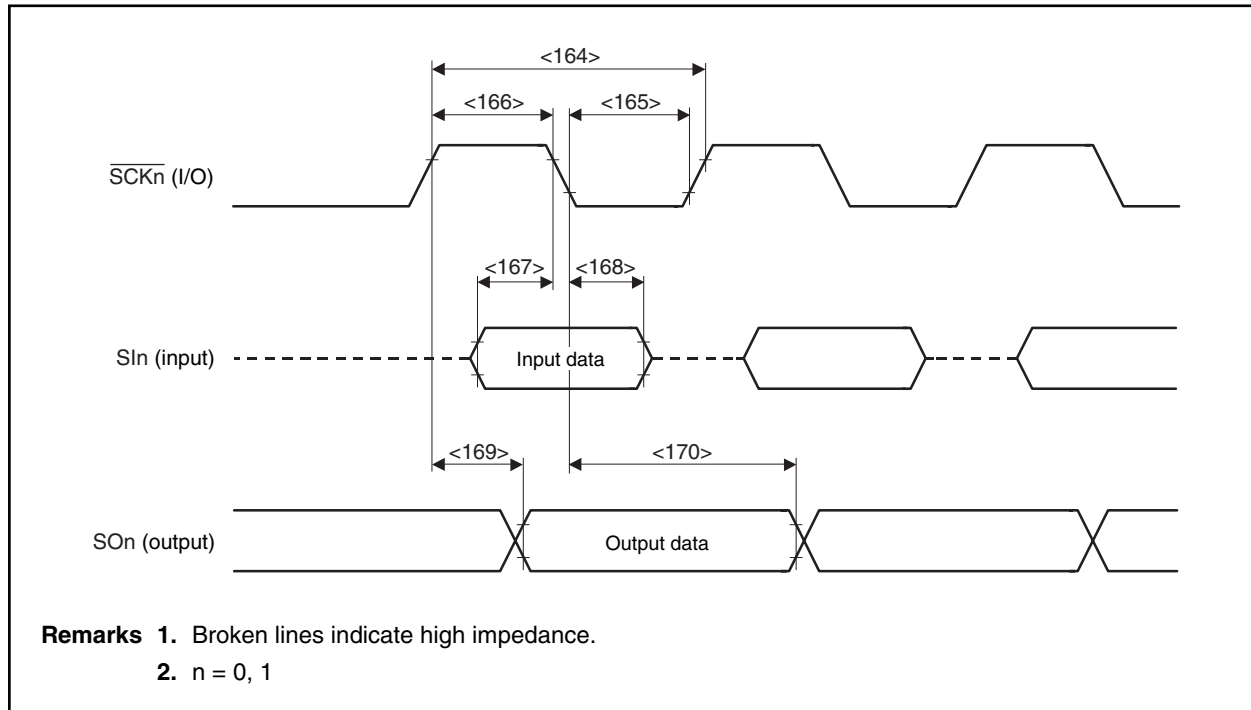 <164>
<166> <165>
SCKn (I/O)
<167> <168>
SIn (input)
Input data
<169> <170>
SOn (output)
Output data
Remarks 1. Broken lines indicate high impedance.
2. n = 0, 1